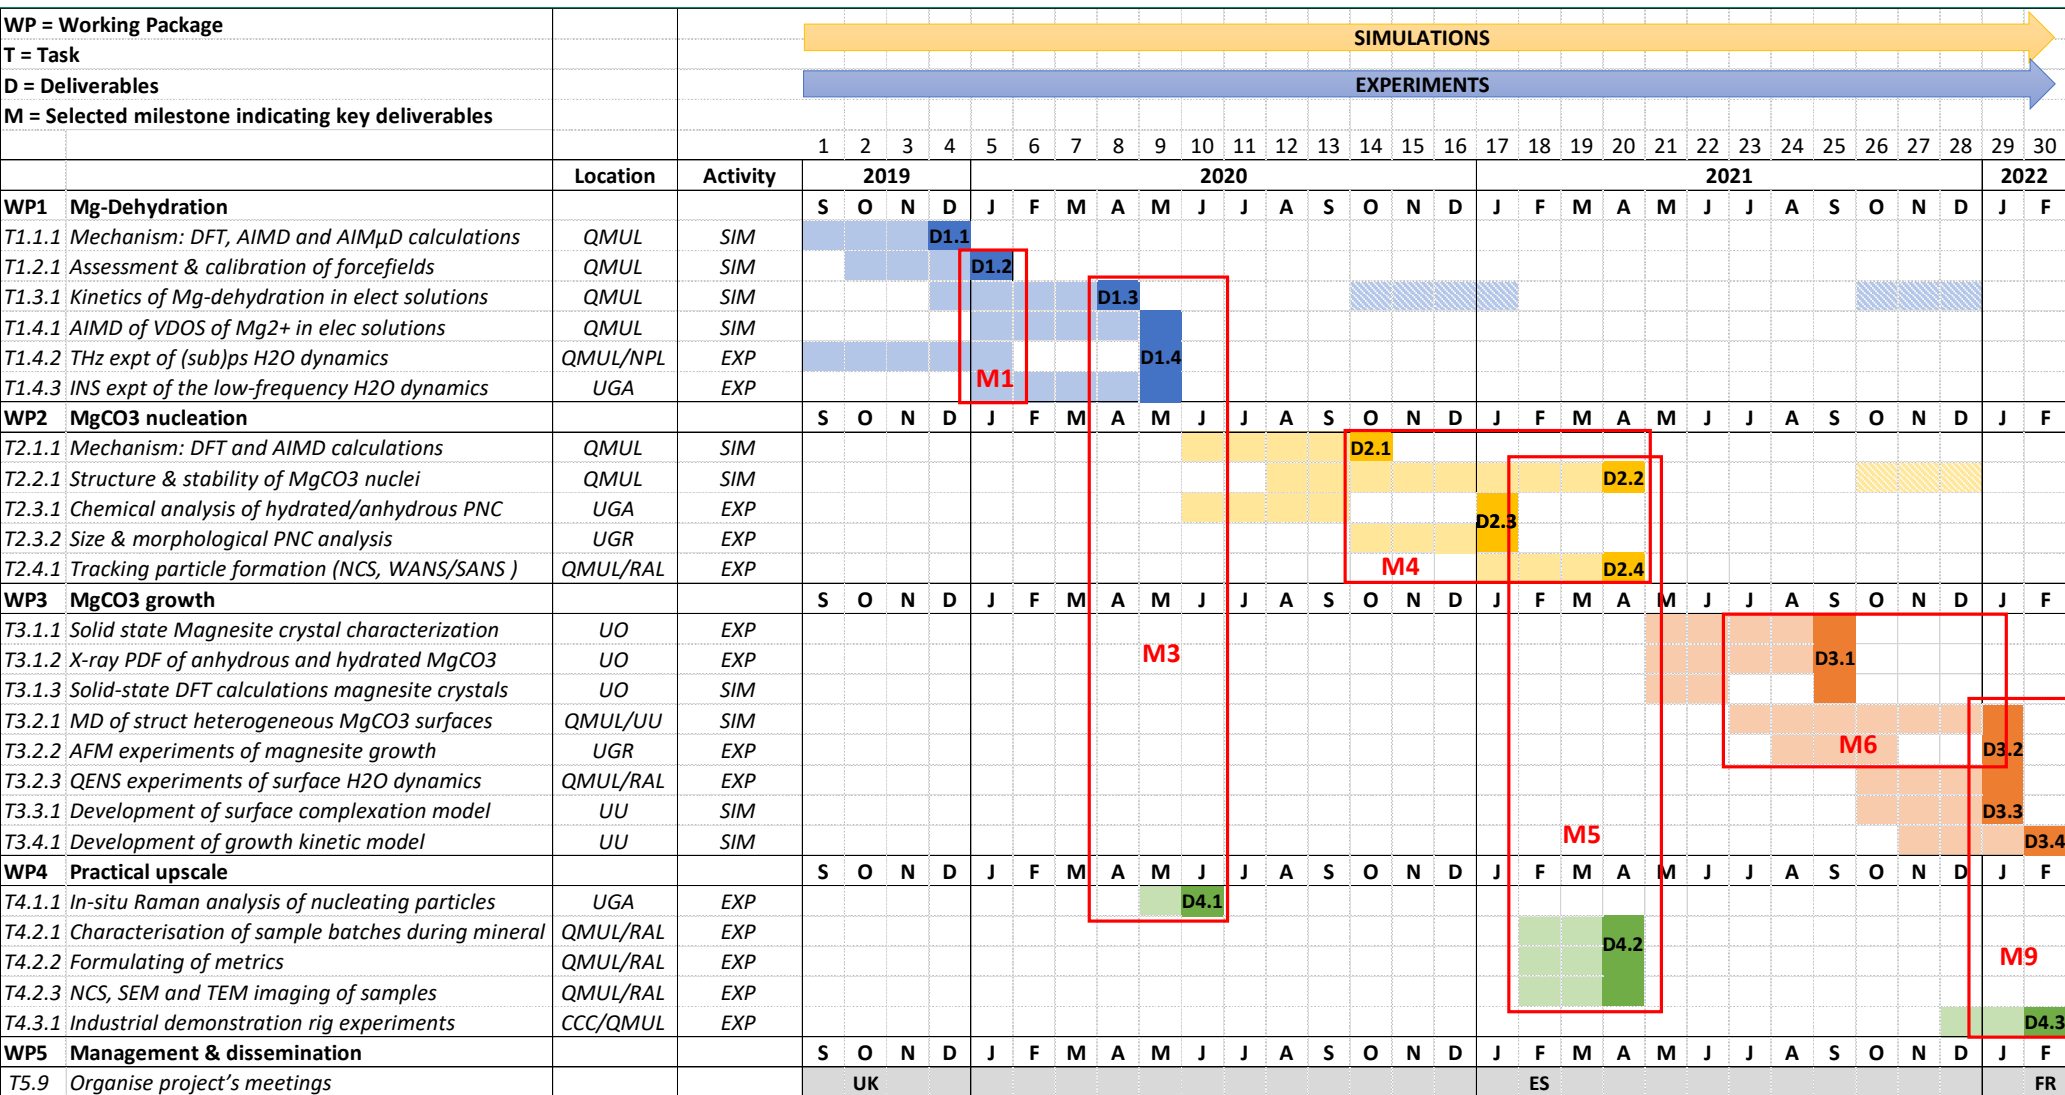 WP = Working Package
SIMULATIONS
T = Task
D = Deliverables
EXPERIMENTS
M = Selected milestone indicating key deliverables
1 2 3 4 5 6 7 8 9 10 11 12 13 14 15 16 17 18 19 20 21 22 23 24 25 26 27 28 29 30
Location Activity 2019 2020 2021 2022
WP1 Mg-Dehydration S O N D J F M A M J J A S O N D J F M A M J J A S O N D J F
T1.1.1 Mechanism: DFT, AIMD and AIMµD calculations QMUL SIM D1.1
T1.2.1 Assessment & calibration of forcefields QMUL SIM D1.2
T1.3.1 Kinetics of Mg-dehydration in elect solutions QMUL SIM D1.3
T1.4.1 AIMD of VDOS of Mg2+ in elec solutions QMUL SIM
T1.4.2 THz expt of (sub)ps H2O dynamics QMUL/NPL EXP D1.4
T1.4.3 INS expt of the low-frequency H2O dynamics UGA EXP M1
WP2 MgCO3 nucleation S O N D J F M A M J J A S O N D J F M A M J J A S O N D J F
T2.1.1 Mechanism: DFT and AIMD calculations QMUL SIM D2.1
T2.2.1 Structure & stability of MgCO3 nuclei QMUL SIM D2.2
T2.3.1 Chemical analysis of hydrated/anhydrous PNC UGA EXP
D2.3
T2.3.2 Size & morphological PNC analysis UGR EXP
T2.4.1 Tracking particle formation (NCS, WANS/SANS ) QMUL/RAL EXP M4 D2.4
WP3 MgCO3 growth S O N D J F M A M J J A S O N D J F M A M J J A S O N D J F
T3.1.1 Solid state Magnesite crystal characterization UO EXP
T3.1.2 X-ray PDF of anhydrous and hydrated MgCO3 UO EXP M3 D3.1
T3.1.3 Solid-state DFT calculations magnesite crystals UO SIM
T3.2.1 MD of struct heterogeneous MgCO3 surfaces QMUL/UU SIM
T3.2.2 AFM experiments of magnesite growth UGR EXP M6 D3.2
T3.2.3 QENS experiments of surface H2O dynamics QMUL/RAL EXP
T3.3.1 Development of surface complexation model UU SIM D3.3
T3.4.1 Development of growth kinetic model UU SIM M5 D3.4
WP4 Practical upscale S O N D J F M A M J J A S O N D J F M A M J J A S O N D J F
T4.1.1 In-situ Raman analysis of nucleating particles UGA EXP D4.1
T4.2.1 Characterisation of sample batches during mineral QMUL/RAL EXP
D4.2
T4.2.2 Formulating of metrics QMUL/RAL EXP M9
T4.2.3 NCS, SEM and TEM imaging of samples QMUL/RAL EXP
T4.3.1 Industrial demonstration rig experiments CCC/QMUL EXP D4.3
WP5 Management & dissemination S O N D J F M A M J J A S O N D J F M A M J J A S O N D J F
T5.9 Organise project’s meetings UK ES FR